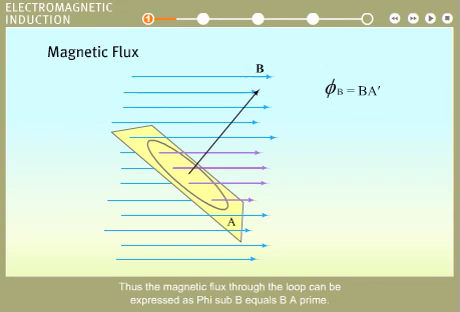 ELECTROMAGNETIC
INDUCTION
1
Magnetic Flux
B
ϕB = BA′
A
Thus the magnetic flux through the loop can be
expressed as Phi sub B equals B A prime.